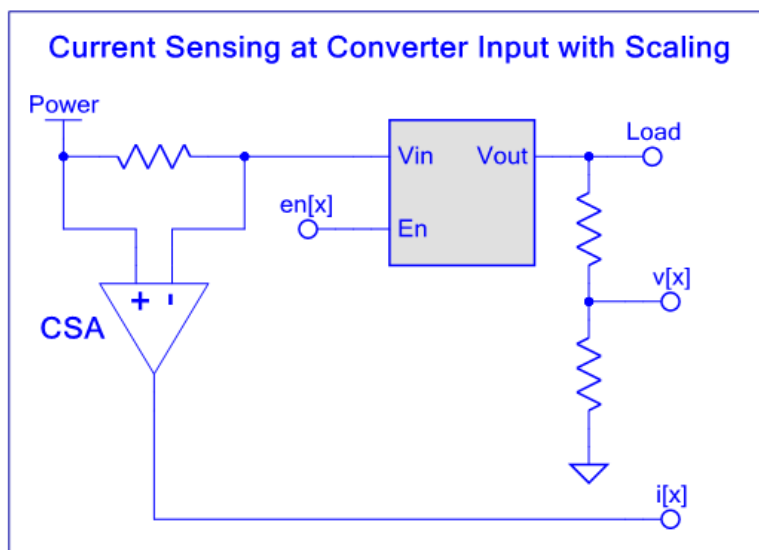 Current Sensing at Converter Input with Scaling
Power
Load
Vin
Vout
en[x]
En
v[x]
+ -
CSA
i[x]